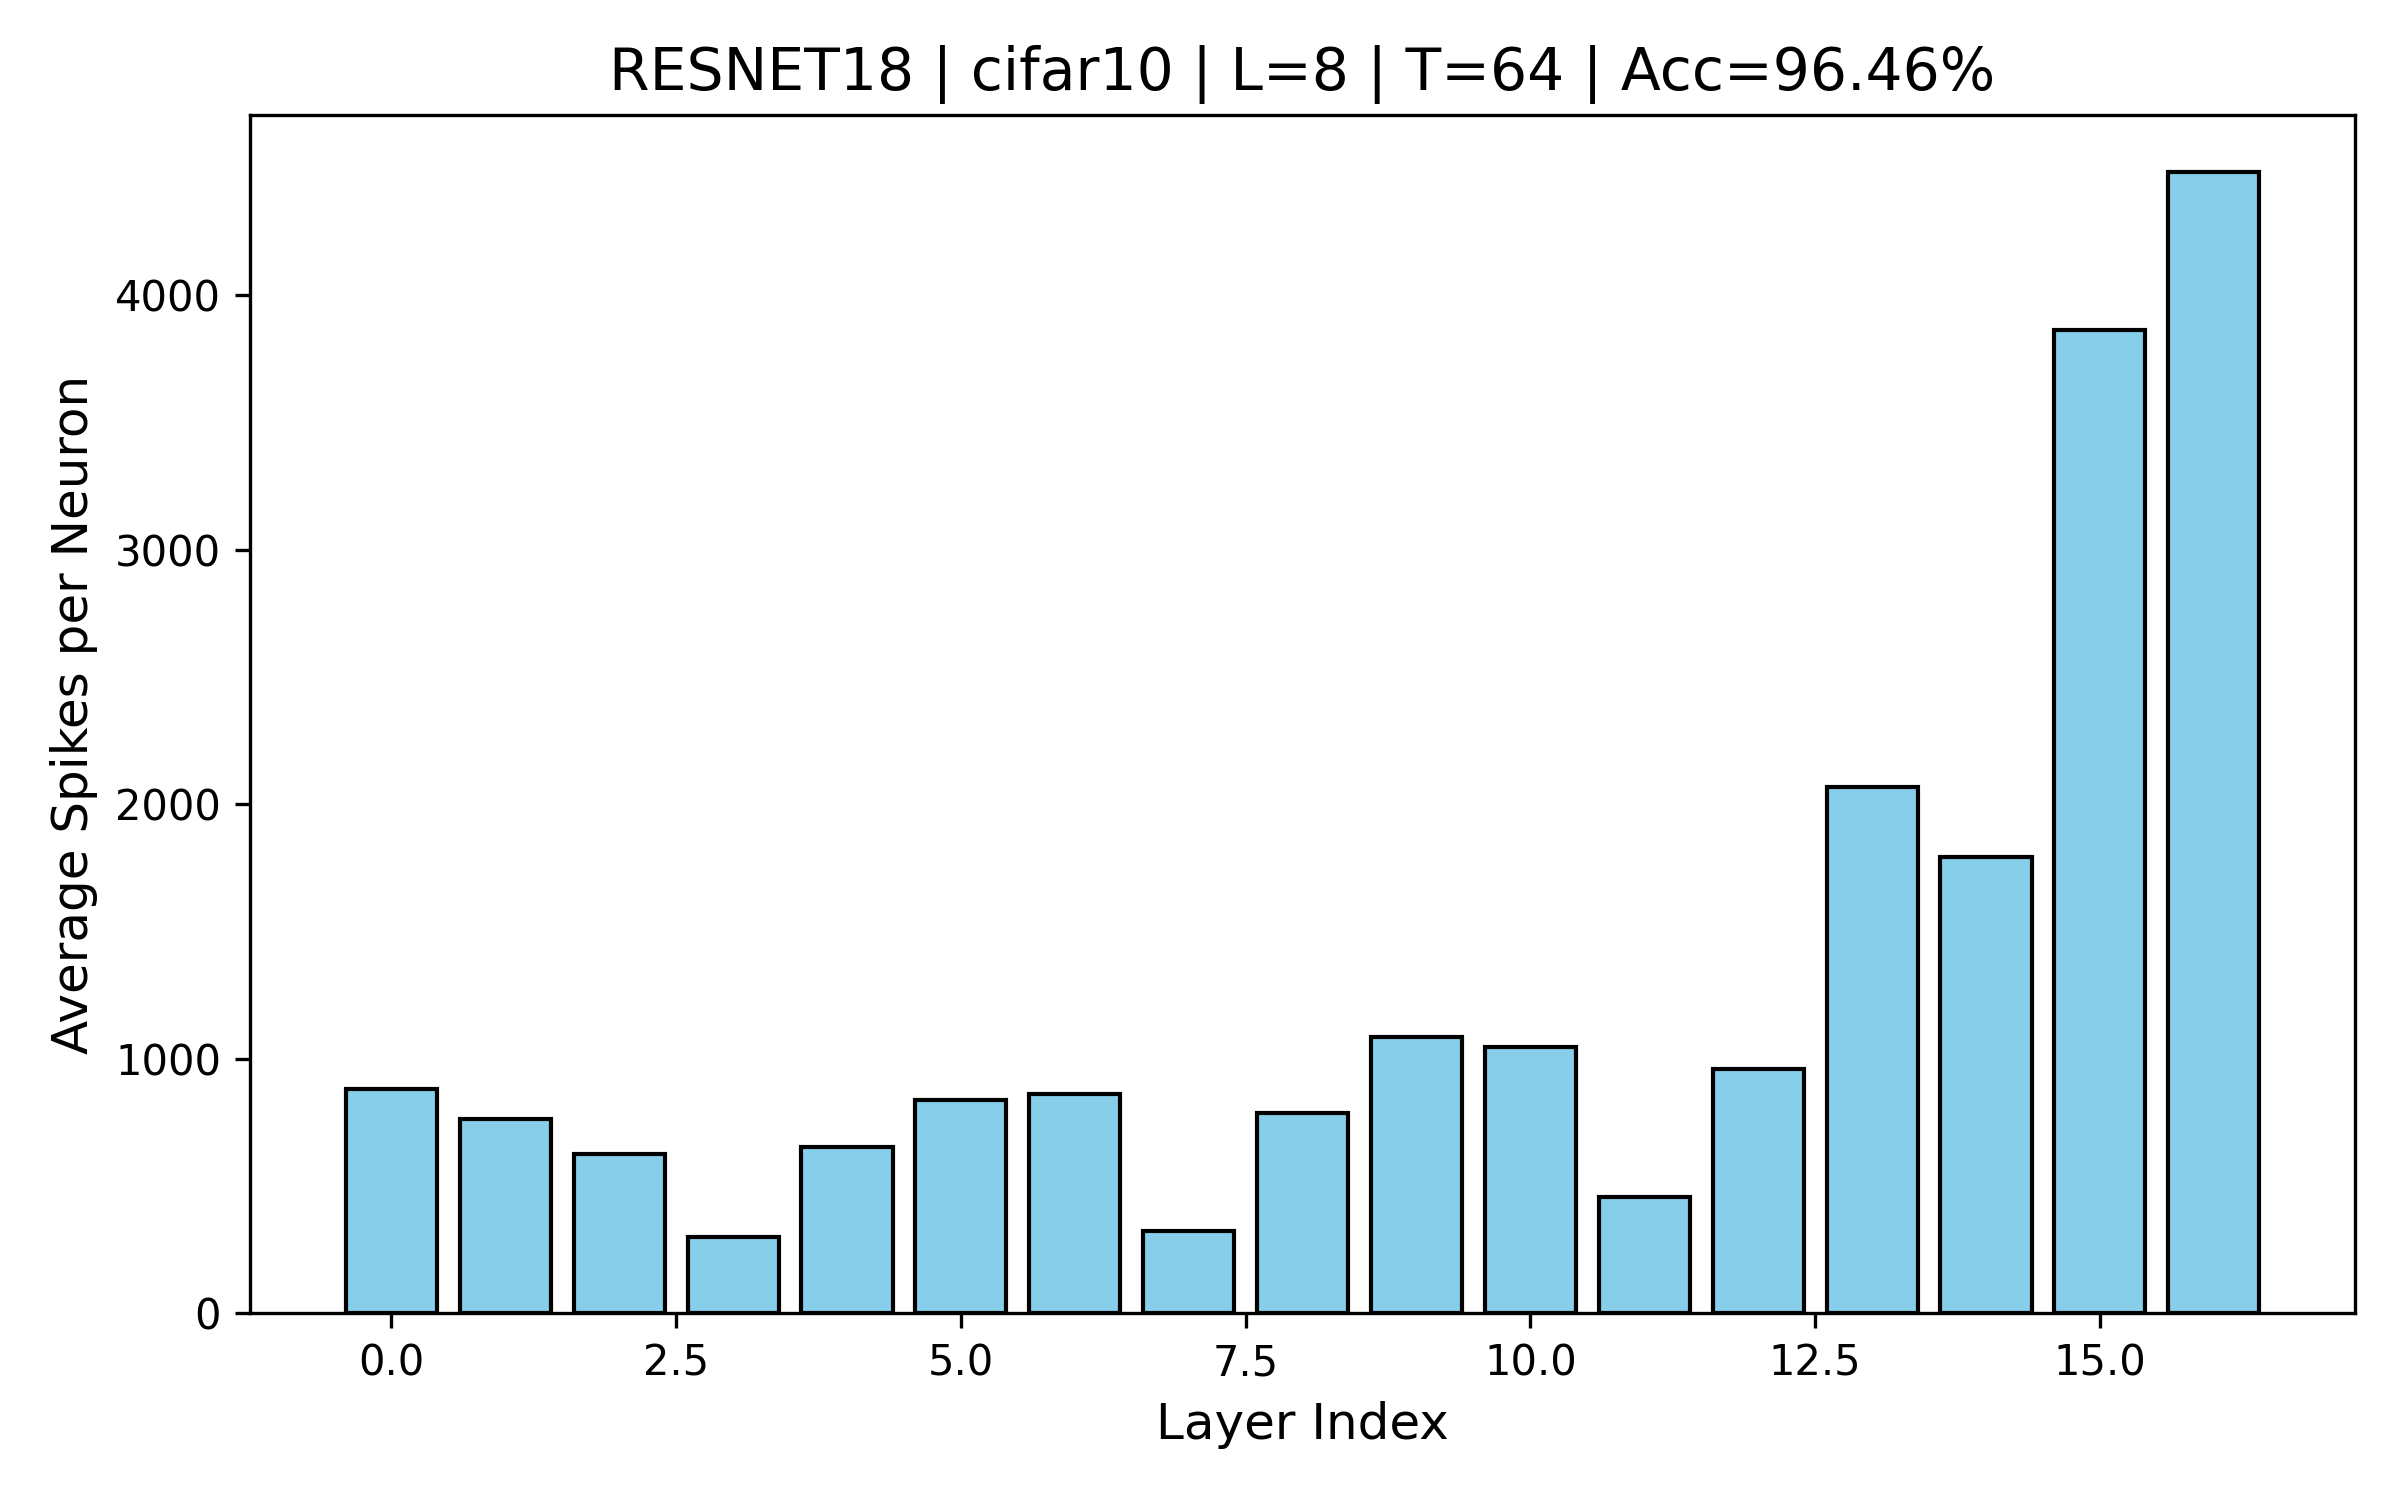 RESNET18 | cifar10 | L=8 | T=64 | Acc=96.46%
Average Spikes per Neuron
4000
3000
2000
1000
0
0.0 2.5 5.0 7.5 10.0 12.5 15.0
Layer Index